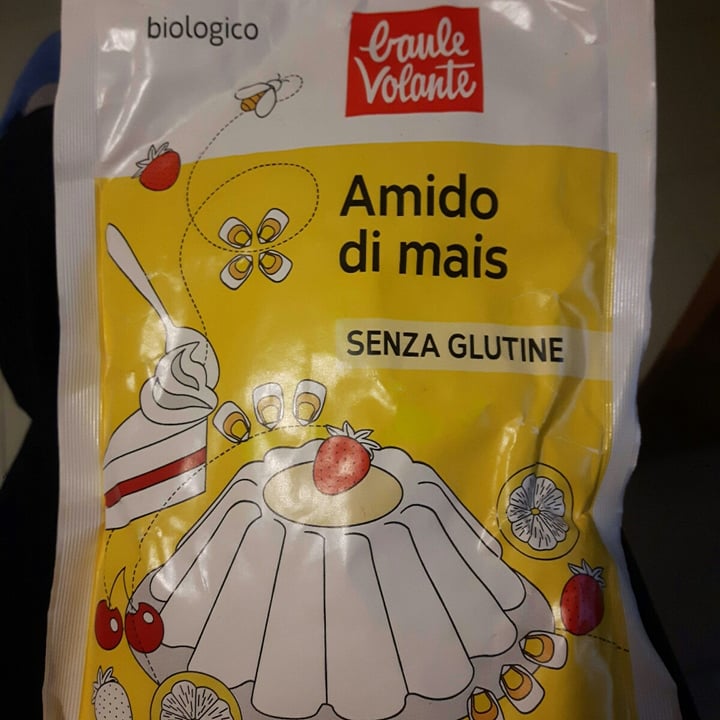 biologico
baule
Volante
Amido
di mais
SENZA GLUTINE